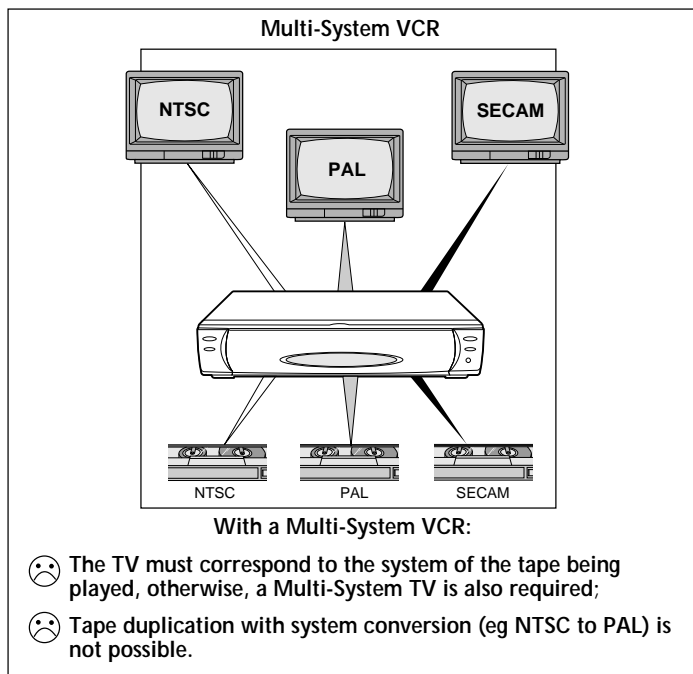 Multi-System VCR
NTSC
SECAM
PAL
NTSC
PAL
SECAM
With a Multi-System VCR:
The TV must correspond to the system of the tape being
played, otherwise, a Multi-System TV is also required;
Tape duplication with system conversion (eg NTSC to PAL) is
not possible.